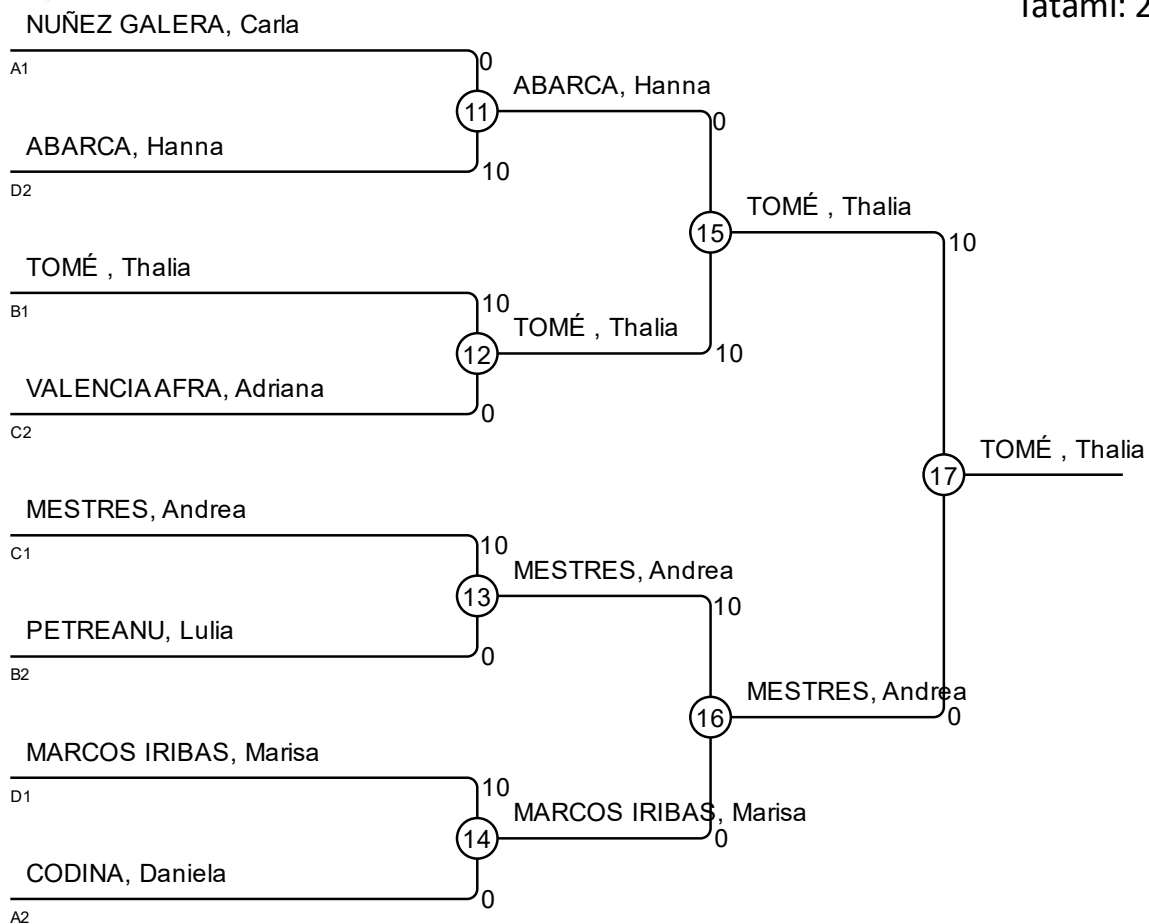 Tatami: 2
NUÑEZ GALERA, Carla
A1
0
11
ABARCA, Hanna
0
ABARCA, Hanna
D2
10
15
TOMÉ , Thalia
10
TOMÉ , Thalia
B1
10
12
TOMÉ , Thalia
10
VALENCIA AFRA, Adriana
C2
0
17
TOMÉ , Thalia
MESTRES, Andrea
C1
10
13
MESTRES, Andrea
10
PETREANU, Lulia
B2
0
16
MESTRES, Andrea
0
MARCOS IRIBAS, Marisa
D1
10
14
MARCOS IRIBAS, Marisa
0
CODINA, Daniela
A2
0